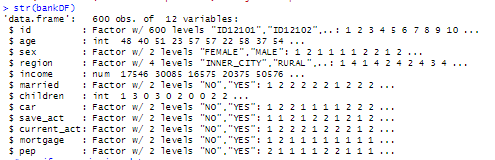 > str(bankDF)
'data.frame':   600 obs. of  12 variables:
 $ id         : Factor w/ 600 levels "ID12101","ID12102",..: 1 2 3 4 5 6 7 8 9 10 ...
 $ age        : int  48 40 51 23 57 57 22 58 37 54 ...
 $ sex        : Factor w/ 2 levels "FEMALE","MALE": 1 2 1 1 1 1 2 2 1 2 ...
 $ region     : Factor w/ 4 levels "INNER_CITY","RURAL",..: 1 4 1 4 2 4 2 4 3 4 ...
 $ income     : num  17546 30085 16575 20375 50576 ...
 $ married    : Factor w/ 2 levels "NO","YES": 1 2 2 2 2 2 1 2 2 2 ...
 $ children   : int  1 3 0 3 0 2 0 0 2 2 ...
 $ car        : Factor w/ 2 levels "NO","YES": 1 2 2 1 1 1 1 2 2 2 ...
 $ save_act   : Factor w/ 2 levels "NO","YES": 1 1 2 1 2 2 1 2 1 2 ...
 $ current_act: Factor w/ 2 levels "NO","YES": 1 2 2 2 1 2 2 2 1 2 ...
 $ mortgage   : Factor w/ 2 levels "NO","YES": 1 2 1 1 1 1 1 1 1 1 ...
 $ pep        : Factor w/ 2 levels "NO","YES": 2 1 1 1 1 2 2 1 1 1 ...